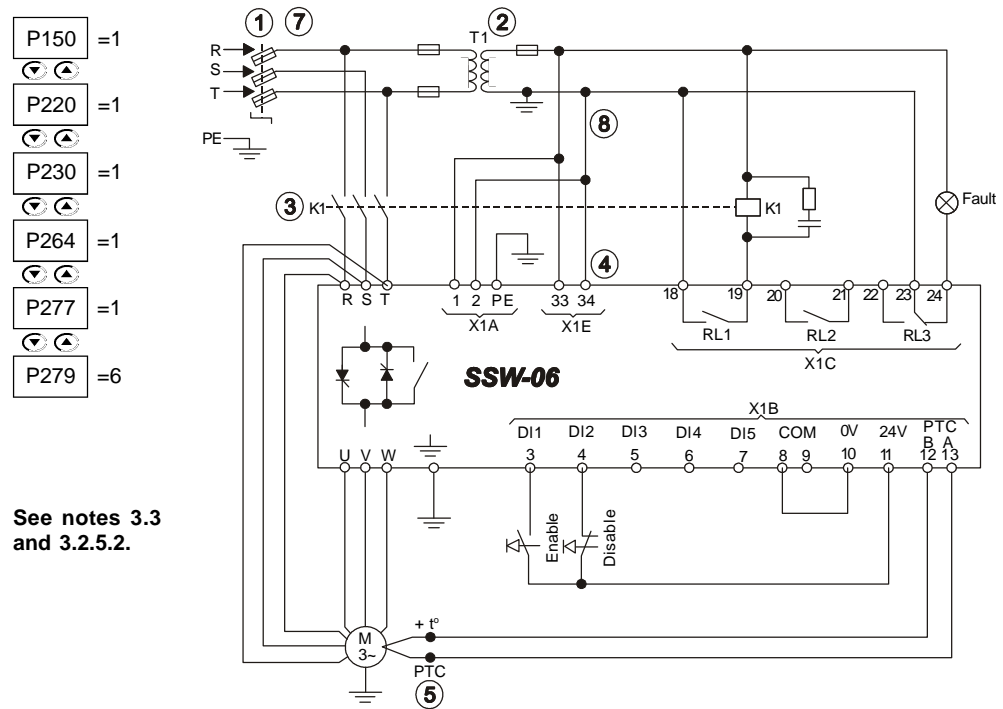 P150 =1
P220 =1
P230 =1
P264 =1
P277 =1
P279 =6
See notes 3.3
and 3.2.5.2.
1 7 2
T1
R
S
T
PE
8
3 K1 K1 Fault
4
R S T 1 2 PE 33 34 18 19 20 21 22 23 24
X1A X1E RL1 RL2 RL3
X1C
SSW-06
X1B
DI1 DI2 DI3 DI4 DI5 COM 0V 24V PTC
B A
U V W 3 4 5 6 7 8 9 10 11 12 13
Enable
Disable
+ t°
M
3~
PTC
5